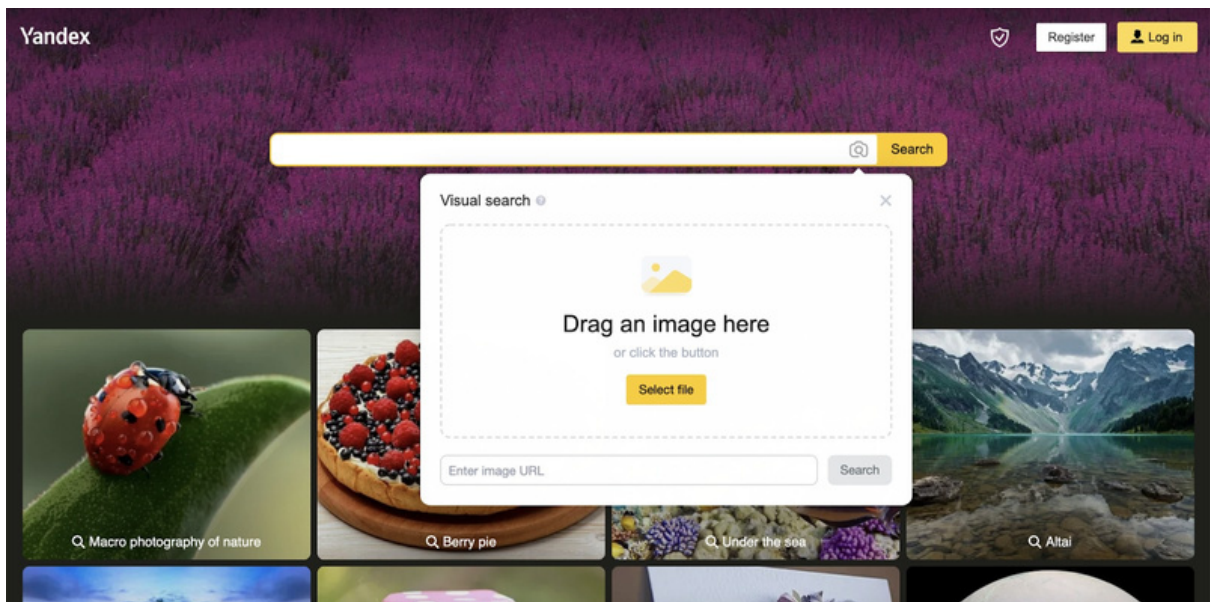 Yandex
Register
Log in
Search
Visual search
Drag an image here
or click the button
Select file
Enter image URL
Search
Macro photography of nature
Berry pie
Under the sea
Altai